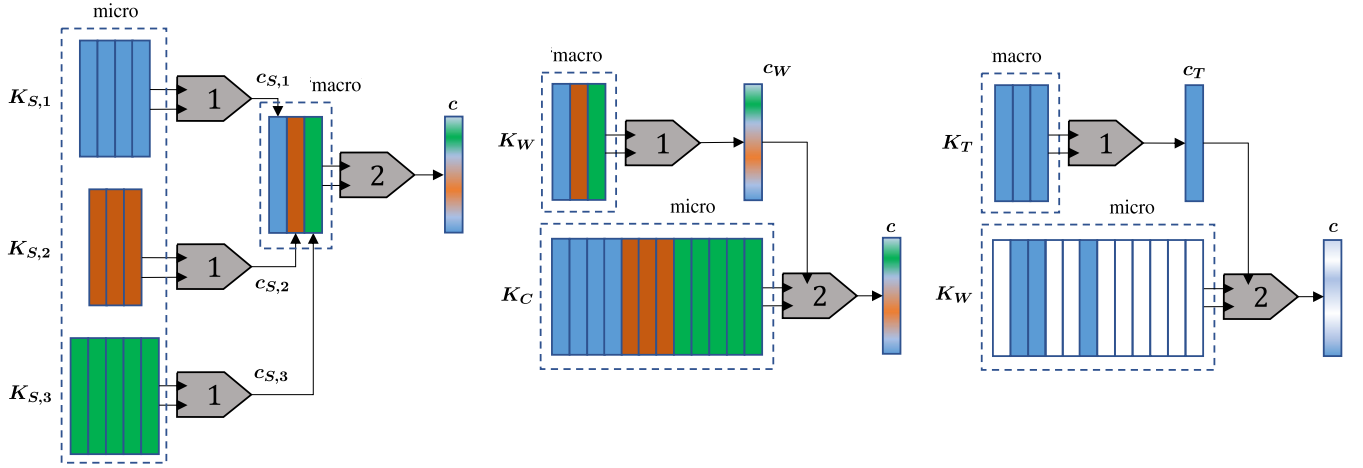 micro
K_{S,1}
1
c_{S,1}
macro
c
2
K_{S,2}
1
c_{S,2}
K_{S,3}
1
c_{S,3}
macro
c_W
K_W
1
micro
c
K_C
2
macro
c_T
K_T
1
micro
c
K_W
2